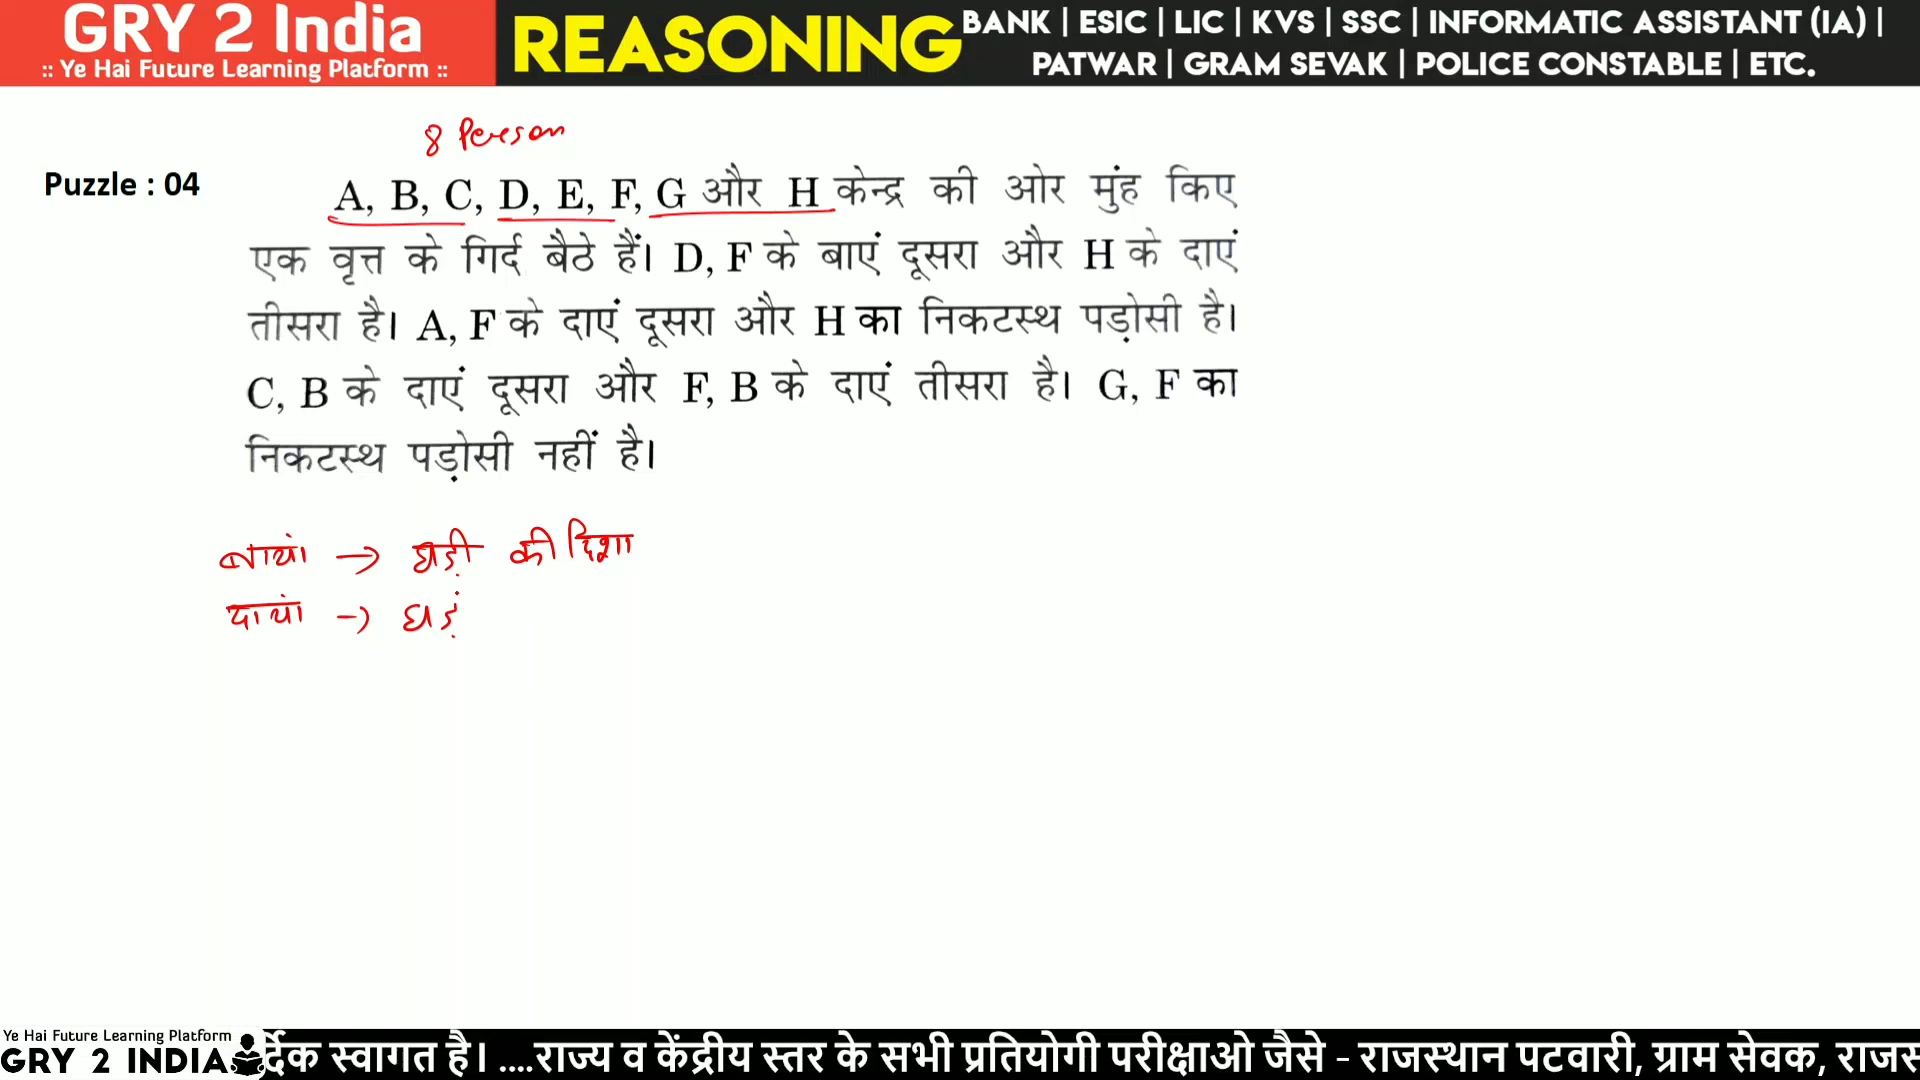 GRY 2 India
:: Ye Hai Future Learning Platform ::
REASONING
BANK | ESIC | LIC | KVS | SSC | INFORMATIC ASSISTANT (IA) |
PATWAR | GRAM SEVAK | POLICE CONSTABLE | ETC.
8 Person
Puzzle : 04
A, B, C, D, E, F, G और H केन्द्र की ओर मुंह किए
एक वृत्त के गिर्द बैठे हैं। D, F के बाएं दूसरा और H के दाएं
तीसरा है। A, F के दाएं दूसरा और H का निकटस्थ पड़ोसी है।
C, B के दाएं दूसरा और F, B के दाएं तीसरा है। G, F का
निकटस्थ पड़ोसी नहीं है।
बायां → घड़ी की दिशा
दायां →
Ye Hai Future Learning Platform
GRY 2 INDIA
र्दिक स्वागत है। ....राज्य व केंद्रीय स्तर के सभी प्रतियोगी परीक्षाओ जैसे - राजस्थान पटवारी, ग्राम सेवक, राजस